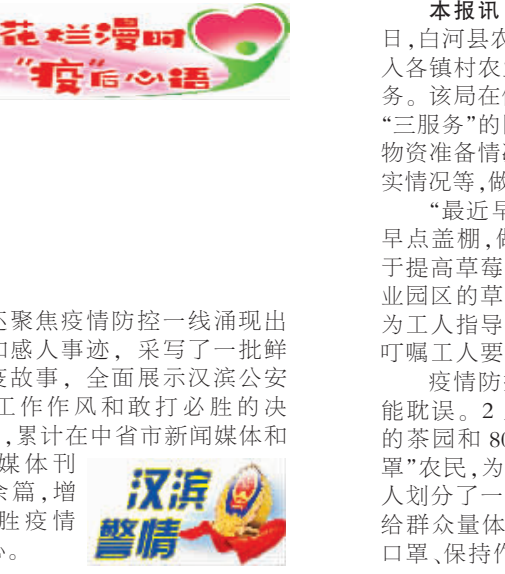 花烂漫时
“疫”后心语
还聚焦疫情防控一线涌现出
和感人事迹，采写了一批鲜
疫故事，全面展示汉滨公安
工作作风和敢打必胜的决
，累计在中省市新闻媒体和
媒体刊
余篇，增
胜疫情
心。
汉滨
警情
本报讯
日，白河县农
入各镇村农
务。该局在
“三服务”的
物资准备情
实情况等，做
“最近早
早点盖棚，
于提高草莓
业园区的草
为工人指导
叮嘱工人要
疫情防
能耽误。2
的茶园和 80
罩”农民，为
人划分了一
给群众量体
口罩、保持